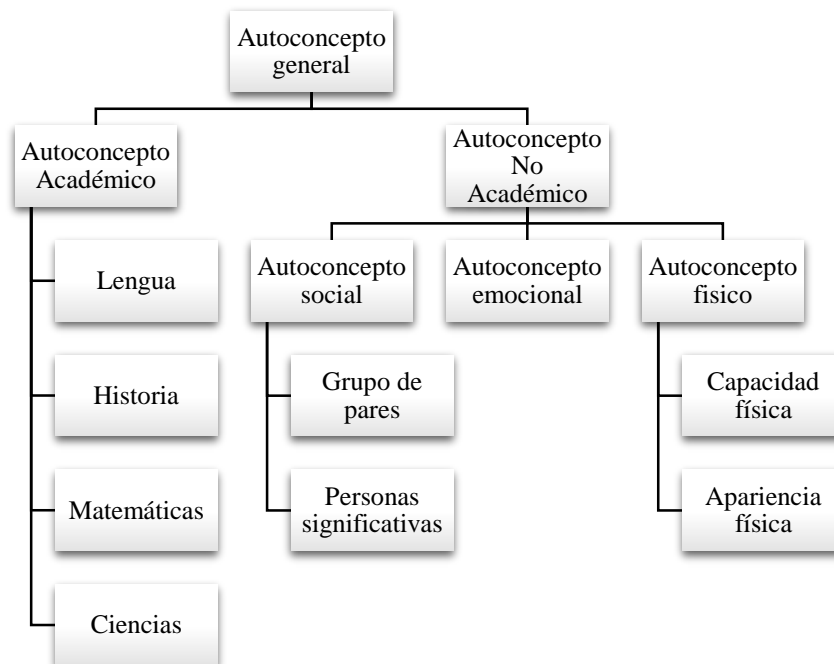 Autoconcepto
general
Autoconcepto
Académico
Autoconcepto
No
Académico
Lengua
Historia
Matemáticas
Ciencias
Autoconcepto
social
Autoconcepto
emocional
Autoconcepto
fisico
Grupo de
pares
Personas
significativas
Capacidad
física
Apariencia
física